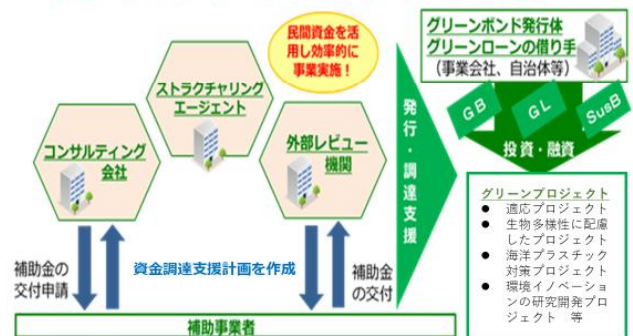 民間資金を活
用し効率的に
事業実施！
ストラクチャリング
エージェント
コンサルティング
会社
外部レビュー
機関
補助金の
交付申請
資金調達支援計画を作成
補助金
の交付
補助事業者
発行・調達支援
グリーンボンド発行体
グリーンローンの借り手
（事業会社、自治体等）
GB
GL
SusB
投資・融資
グリーンプロジェクト
● 適応プロジェクト
● 生物多様性に配慮
したプロジェクト
● 海洋プラスチック
対策プロジェクト
● 環境イノベーショ
ンの研究開発プロ
ジェクト 等